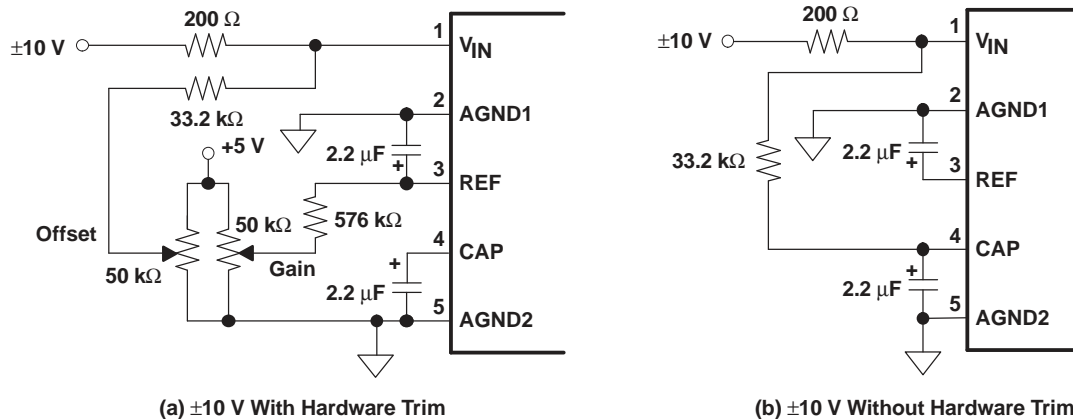 200 Ω
±10 V
1
VIN
33.2 kΩ
2
AGND1
+5 V
2.2 μF
+
3
REF
50 kΩ
576 kΩ
Offset
4
CAP
50 kΩ
Gain
+
2.2 μF
5
AGND2
(a) ±10 V With Hardware Trim
200 Ω
±10 V
1
VIN
2
AGND1
33.2 kΩ
2.2 μF
+
3
REF
4
CAP
+
2.2 μF
5
AGND2
(b) ±10 V Without Hardware Trim